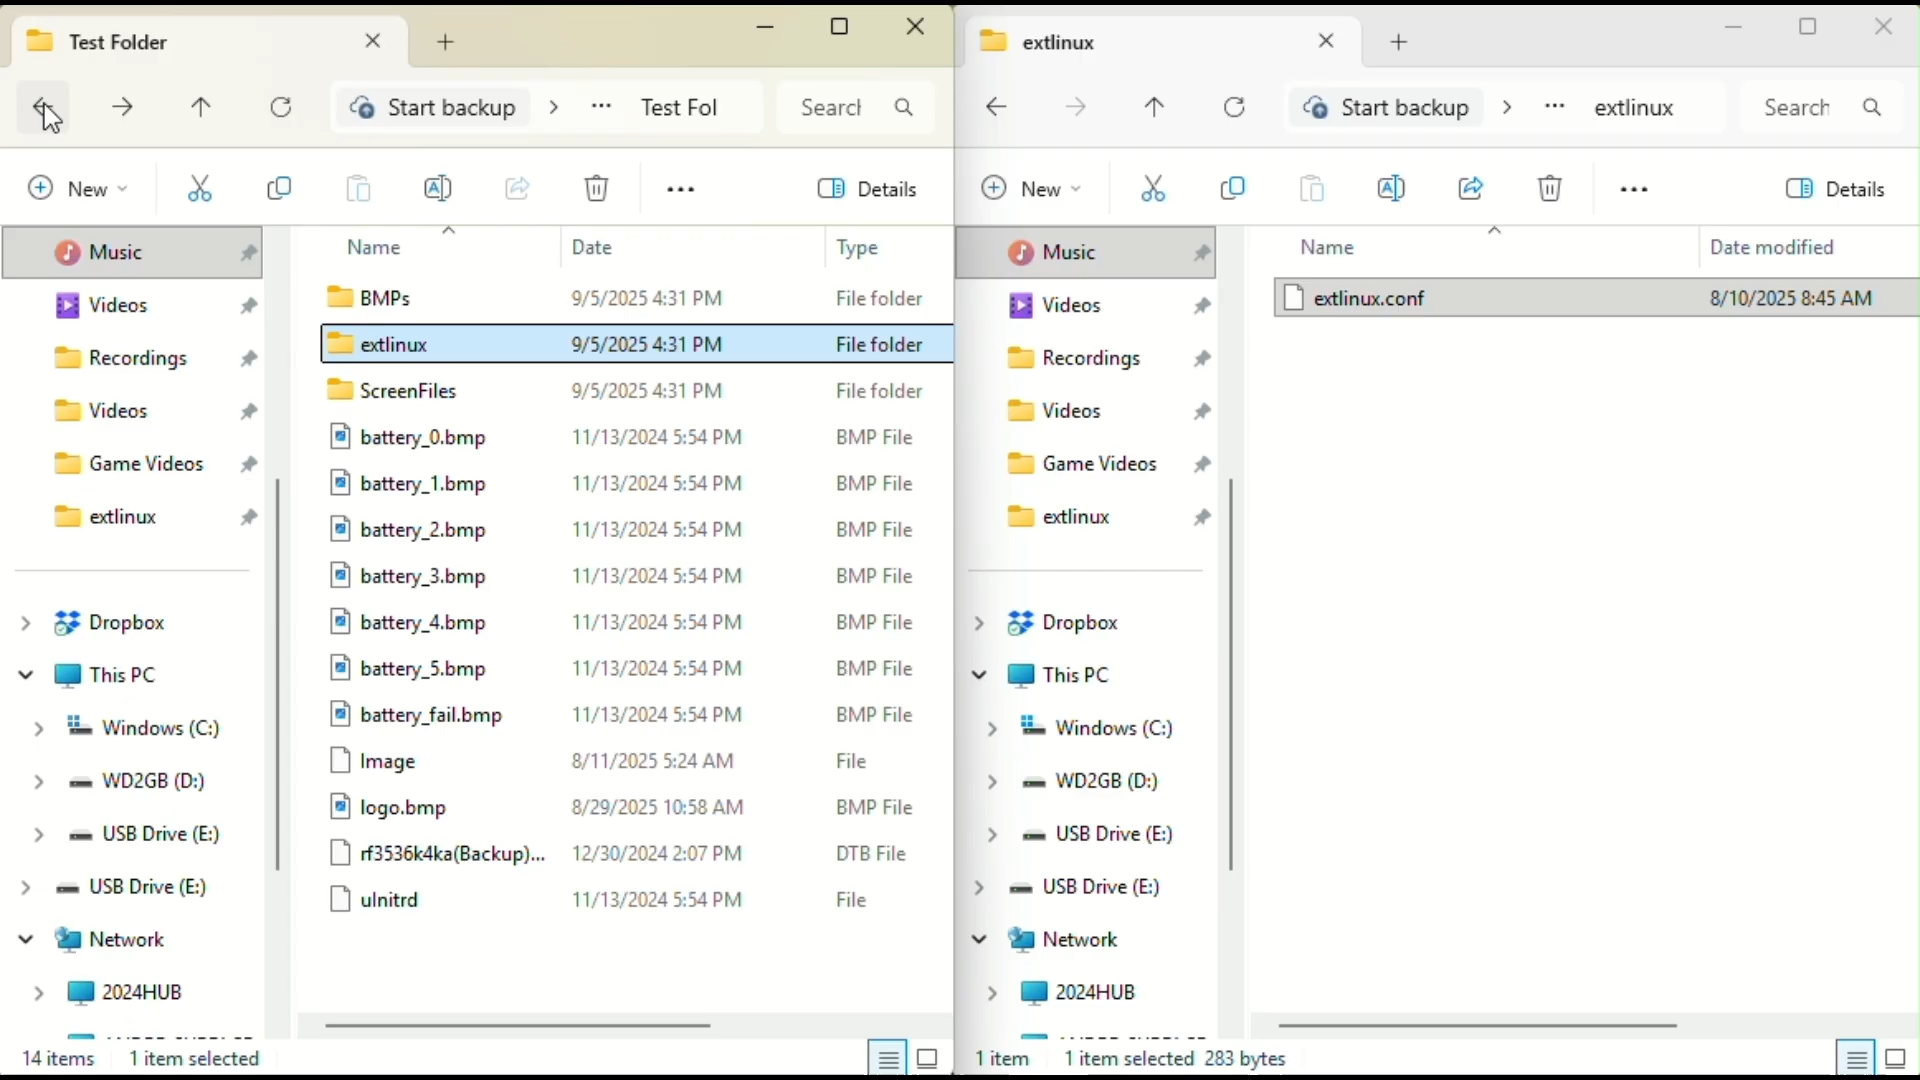 Test Folder
Start backup
Test Fol
Search
New
Details
Music
Videos
Recordings
Videos
Game Videos
extlinux
Dropbox
This PC
Windows (C:)
WD2GB (D:)
USB Drive (E:)
USB Drive (E:)
Network
2024HUB
Name Date Type
BMPs 9/5/2025 4:31 PM File folder
extlinux 9/5/2025 4:31 PM File folder
ScreenFiles 9/5/2025 4:31 PM File folder
battery_0.bmp 11/13/2024 5:54 PM BMP File
battery_1.bmp 11/13/2024 5:54 PM BMP File
battery_2.bmp 11/13/2024 5:54 PM BMP File
battery_3.bmp 11/13/2024 5:54 PM BMP File
battery_4.bmp 11/13/2024 5:54 PM BMP File
battery_5.bmp 11/13/2024 5:54 PM BMP File
battery_fail.bmp 11/13/2024 5:54 PM BMP File
Image 8/11/2025 5:24 AM File
logo.bmp 8/29/2025 10:58 AM BMP File
rf3536k4ka(Backup)... 12/30/2024 2:07 PM DTB File
uInitrd 11/13/2024 5:54 PM File
14 items 1 item selected
extlinux
Start backup
extlinux
Search
New
Details
Music
Videos
Recordings
Videos
Game Videos
extlinux
Dropbox
This PC
Windows (C:)
WD2GB (D:)
USB Drive (E:)
USB Drive (E:)
Network
2024HUB
Name Date modified
extlinux.conf 8/10/2025 8:45 AM
1 item 1 item selected 283 bytes